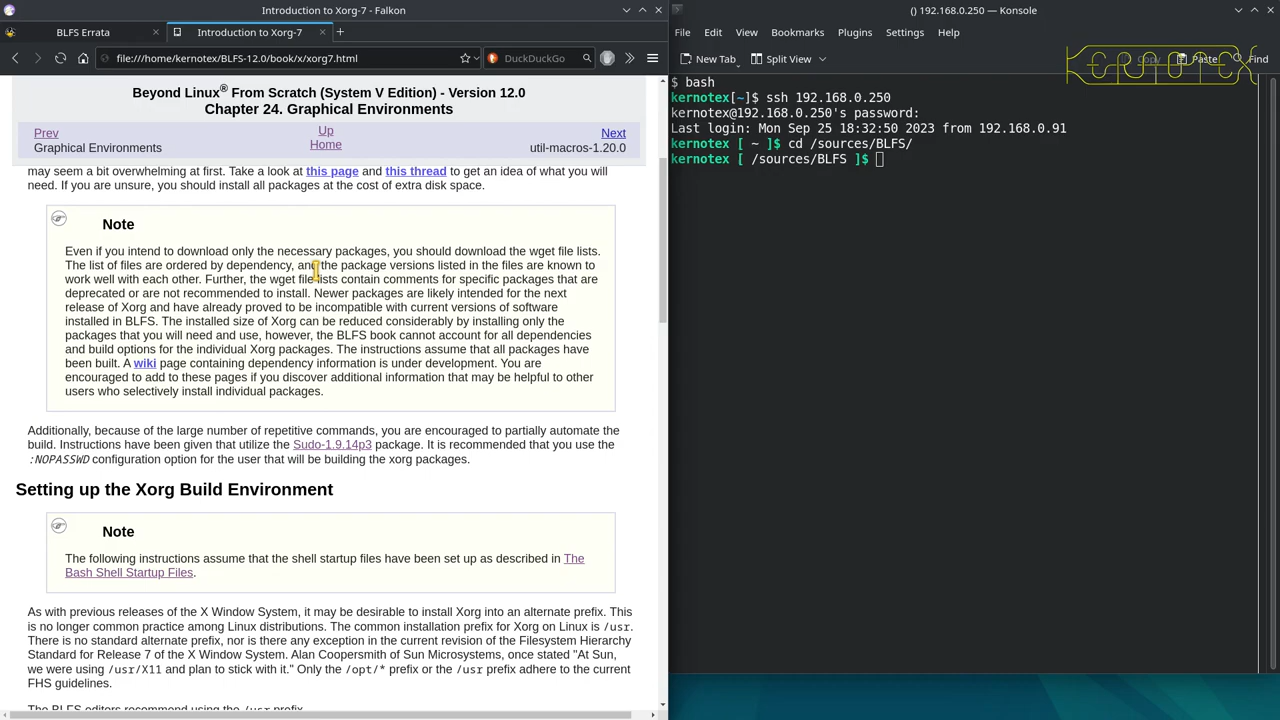 Introduction to Xorg-7 - Falkon
BLFS Errata
Introduction to Xorg-7
file:///home/kernotex/BLFS-12.0/book/x/xorg7.html
DuckDuckGo
Beyond Linux® From Scratch (System V Edition) - Version 12.0
Chapter 24. Graphical Environments
Prev
Up
Next
Graphical Environments
Home
util-macros-1.20.0
may seem a bit overwhelming at first. Take a look at this page and this thread to get an idea of what you will
need. If you are unsure, you should install all packages at the cost of extra disk space.
Note
Even if you intend to download only the necessary packages, you should download the wget file lists.
The list of files are ordered by dependency, and the package versions listed in the files are known to
work well with each other. Further, the wget file lists contain comments for specific packages that are
deprecated or are not recommended to install. Newer packages are likely intended for the next
release of Xorg and have already proved to be incompatible with current versions of software
installed in BLFS. The installed size of Xorg can be reduced considerably by installing only the
packages that you will need and use, however, the BLFS book cannot account for all dependencies
and build options for the individual Xorg packages. The instructions assume that all packages have
been built. A wiki page containing dependency information is under development. You are
encouraged to add to these pages if you discover additional information that may be helpful to other
users who selectively install individual packages.
Additionally, because of the large number of repetitive commands, you are encouraged to partially automate the
build. Instructions have been given that utilize the Sudo-1.9.14p3 package. It is recommended that you use the
:NOPASSWD configuration option for the user that will be building the xorg packages.
Setting up the Xorg Build Environment
Note
The following instructions assume that the shell startup files have been set up as described in The
Bash Shell Startup Files.
As with previous releases of the X Window System, it may be desirable to install Xorg into an alternate prefix. This
is no longer common practice among Linux distributions. The common installation prefix for Xorg on Linux is /usr.
There is no standard alternate prefix, nor is there any exception in the current revision of the Filesystem Hierarchy
Standard for Release 7 of the X Window System. Alan Coopersmith of Sun Microsystems, once stated "At Sun,
we were using /usr/X11 and plan to stick with it." Only the /opt/* prefix or the /usr prefix adhere to the current
FHS guidelines.
The BLFS editors recommend using the /usr prefix.
() 192.168.0.250 — Konsole
File Edit View Bookmarks Plugins Settings Help
New Tab Split View Copy Paste Find
KERNOTEX
$ bash
kernotex[~]$ ssh 192.168.0.250
kernotex@192.168.0.250's password:
Last login: Mon Sep 25 18:32:50 2023 from 192.168.0.91
kernotex [ ~ ]$ cd /sources/BLFS/
kernotex [ /sources/BLFS ]$